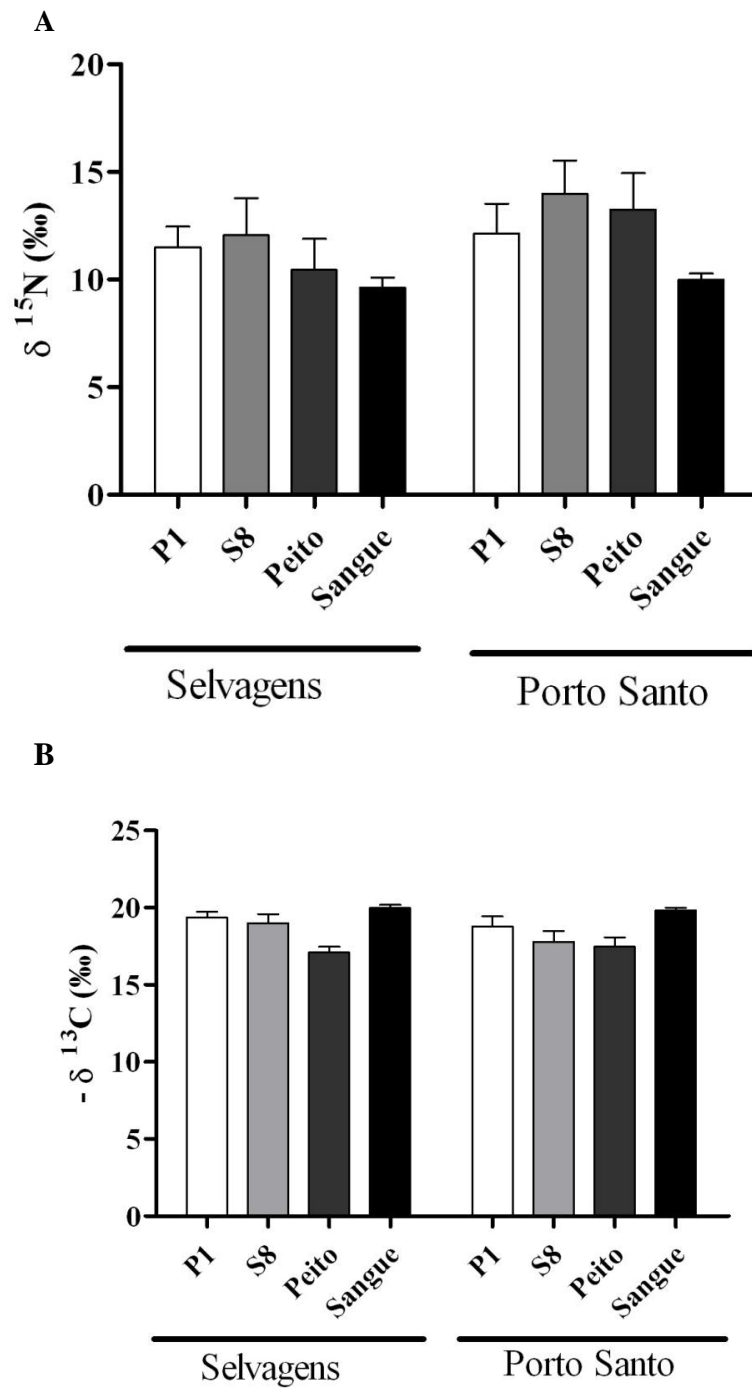 A
20
15
10
5
0
δ ¹⁵N (‰)
P1
S8
Peito
Sangue
P1
S8
Peito
Sangue
Selvagens
Porto Santo
B
25
20
15
10
5
0
- δ ¹³C (‰)
P1
S8
Peito
Sangue
P1
S8
Peito
Sangue
Selvagens
Porto Santo